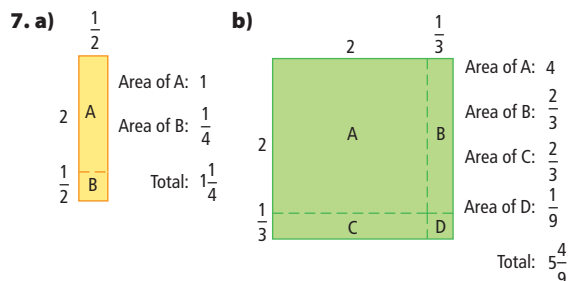 7. a)
1/2
2
A
1/2
B
Area of A: 1
Area of B: 1/4
Total: 1 1/4
b)
2
1/3
2
A
B
1/3
C
D
Area of A: 4
Area of B: 2/3
Area of C: 2/3
Area of D: 1/9
Total: 5 4/9